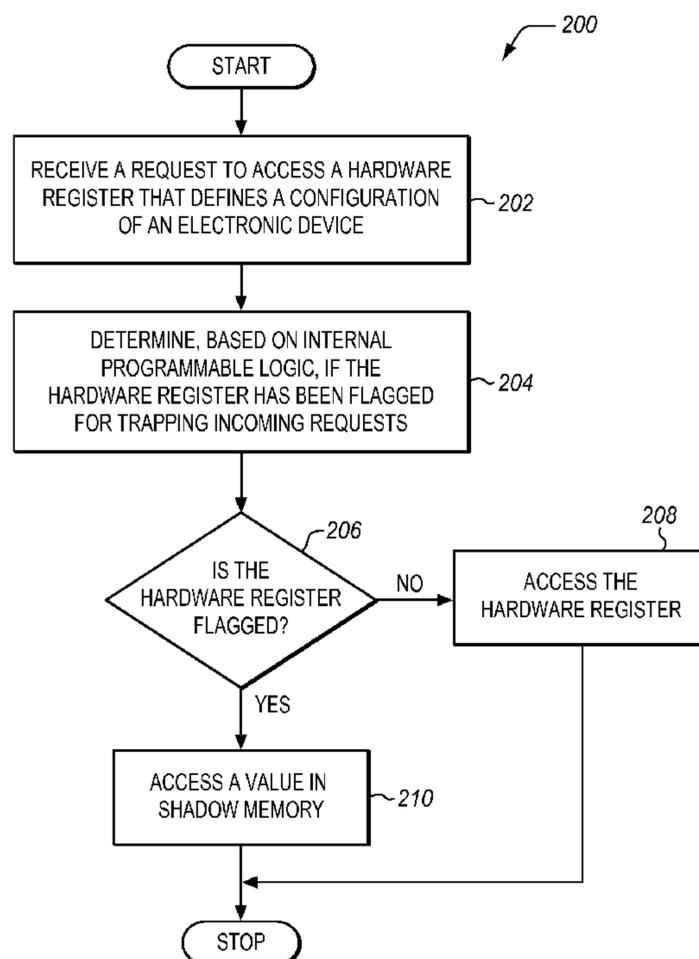 200
START
RECEIVE A REQUEST TO ACCESS A HARDWARE
REGISTER THAT DEFINES A CONFIGURATION
OF AN ELECTRONIC DEVICE
202
DETERMINE, BASED ON INTERNAL
PROGRAMMABLE LOGIC, IF THE
HARDWARE REGISTER HAS BEEN FLAGGED
FOR TRAPPING INCOMING REQUESTS
204
206
IS THE
HARDWARE REGISTER
FLAGGED?
NO
208
ACCESS THE
HARDWARE REGISTER
YES
ACCESS A VALUE IN
SHADOW MEMORY
210
STOP